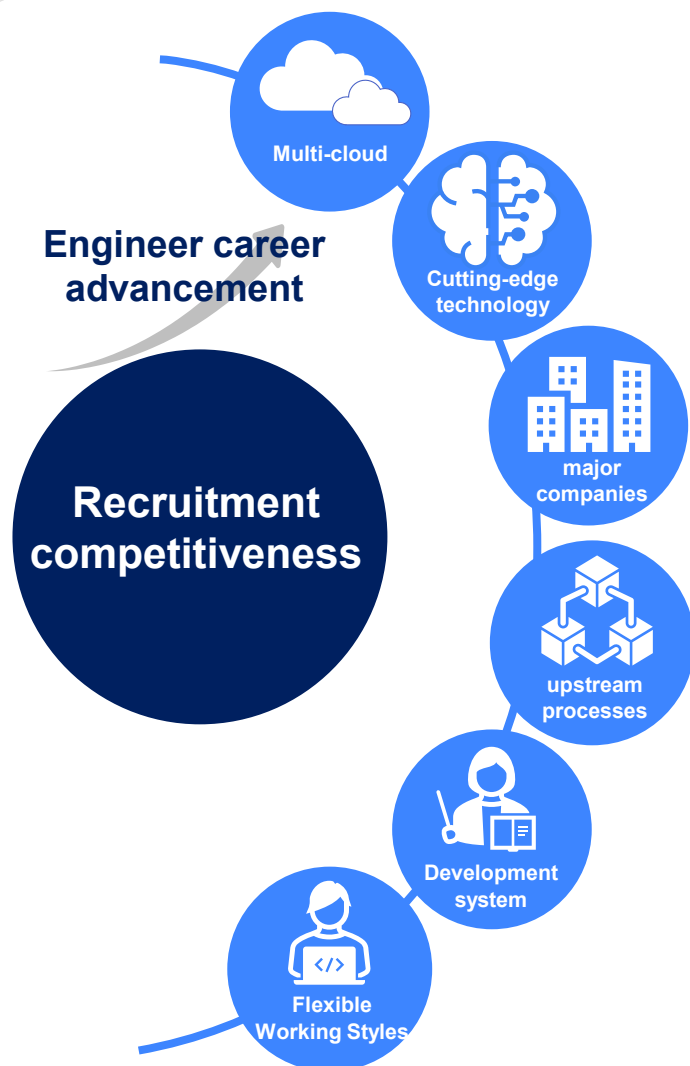 Multi-cloud
Cutting-edge
technology
Engineer career
advancement
major
companies
Recruitment
competitiveness
upstream
processes
Development
system
</>
Flexible
Working Styles